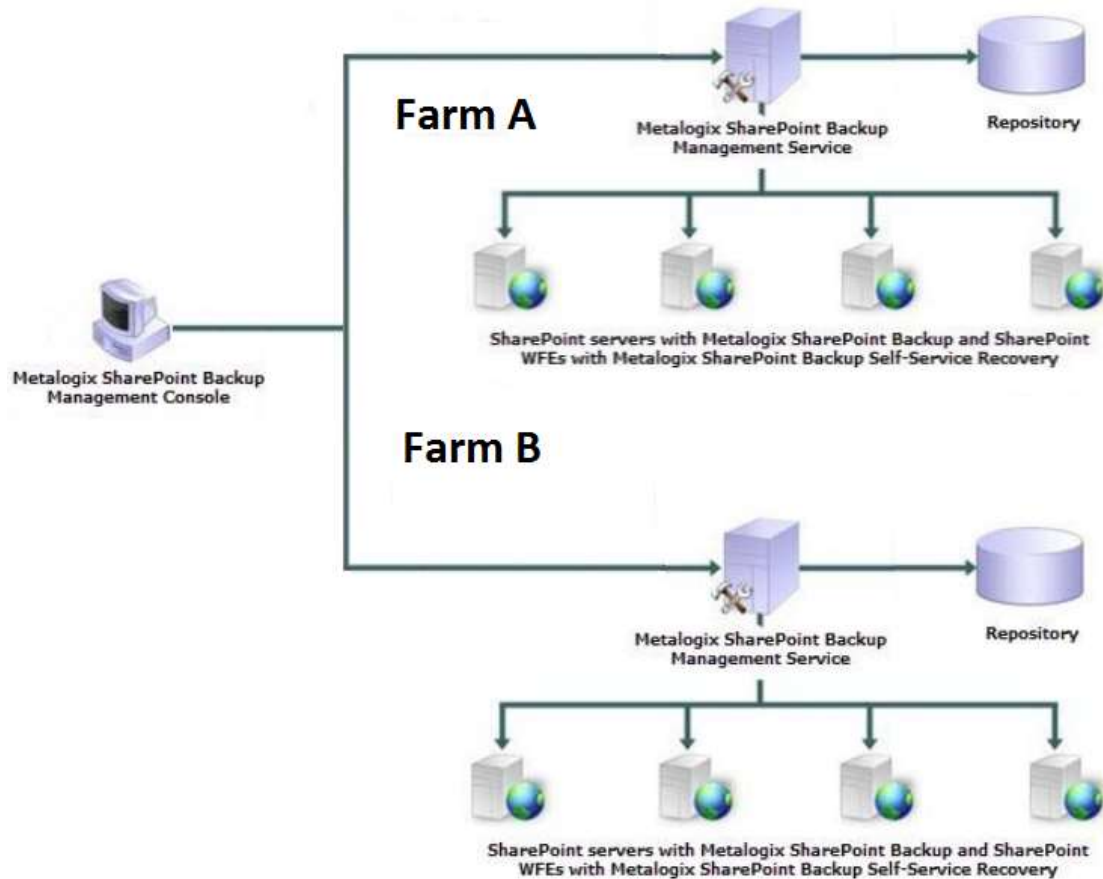 Farm A
Metalogix SharePoint Backup
Management Service
Repository
SharePoint servers with Metalogix SharePoint Backup and SharePoint
WFEs with Metalogix SharePoint Backup Self-Service Recovery
Metalogix SharePoint Backup
Management Console
Farm B
Metalogix SharePoint Backup
Management Service
Repository
SharePoint servers with Metalogix SharePoint Backup and SharePoint
WFEs with Metalogix SharePoint Backup Self-Service Recovery